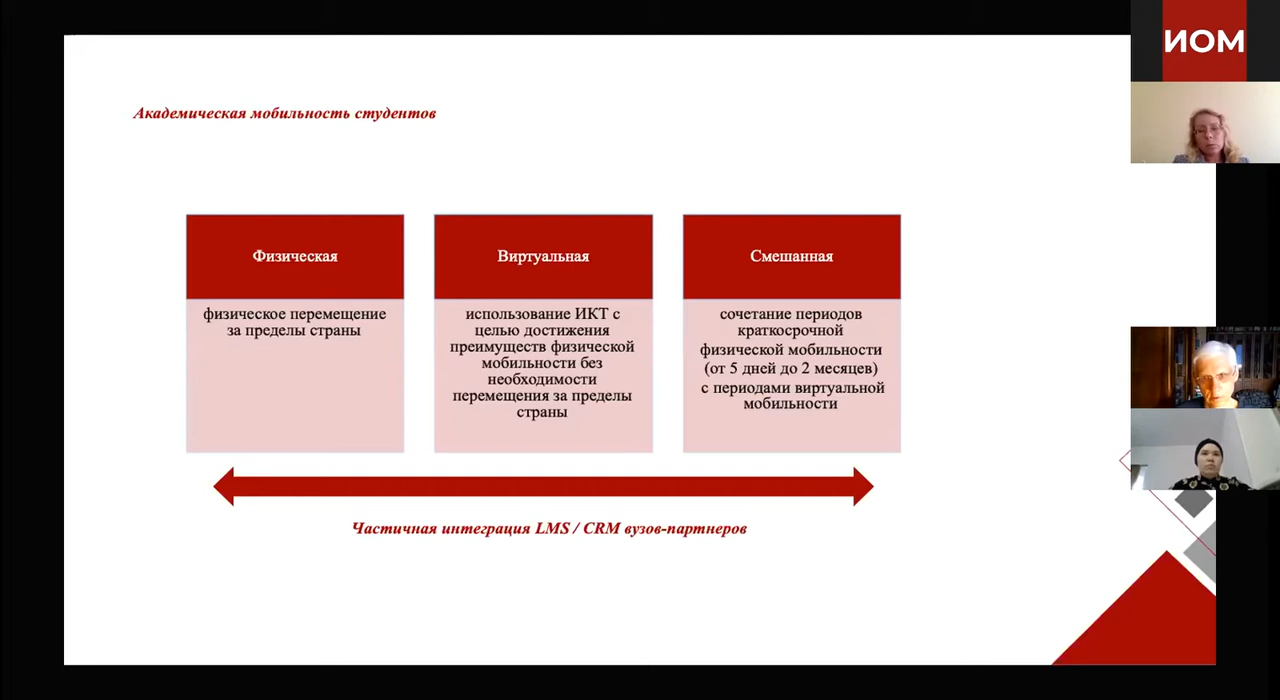 ИОМ
Академическая мобильность студентов
Физическая
физическое перемещение
за пределы страны
Виртуальная
использование ИКТ с
целью достижения
преимуществ физической
мобильности без
необходимости
перемещения за пределы
страны
Смешанная
сочетание периодов
краткосрочной
физической мобильности
(от 5 дней до 2 месяцев)
с периодами виртуальной
мобильности
Частичная интеграция LMS / CRM вузов-партнеров